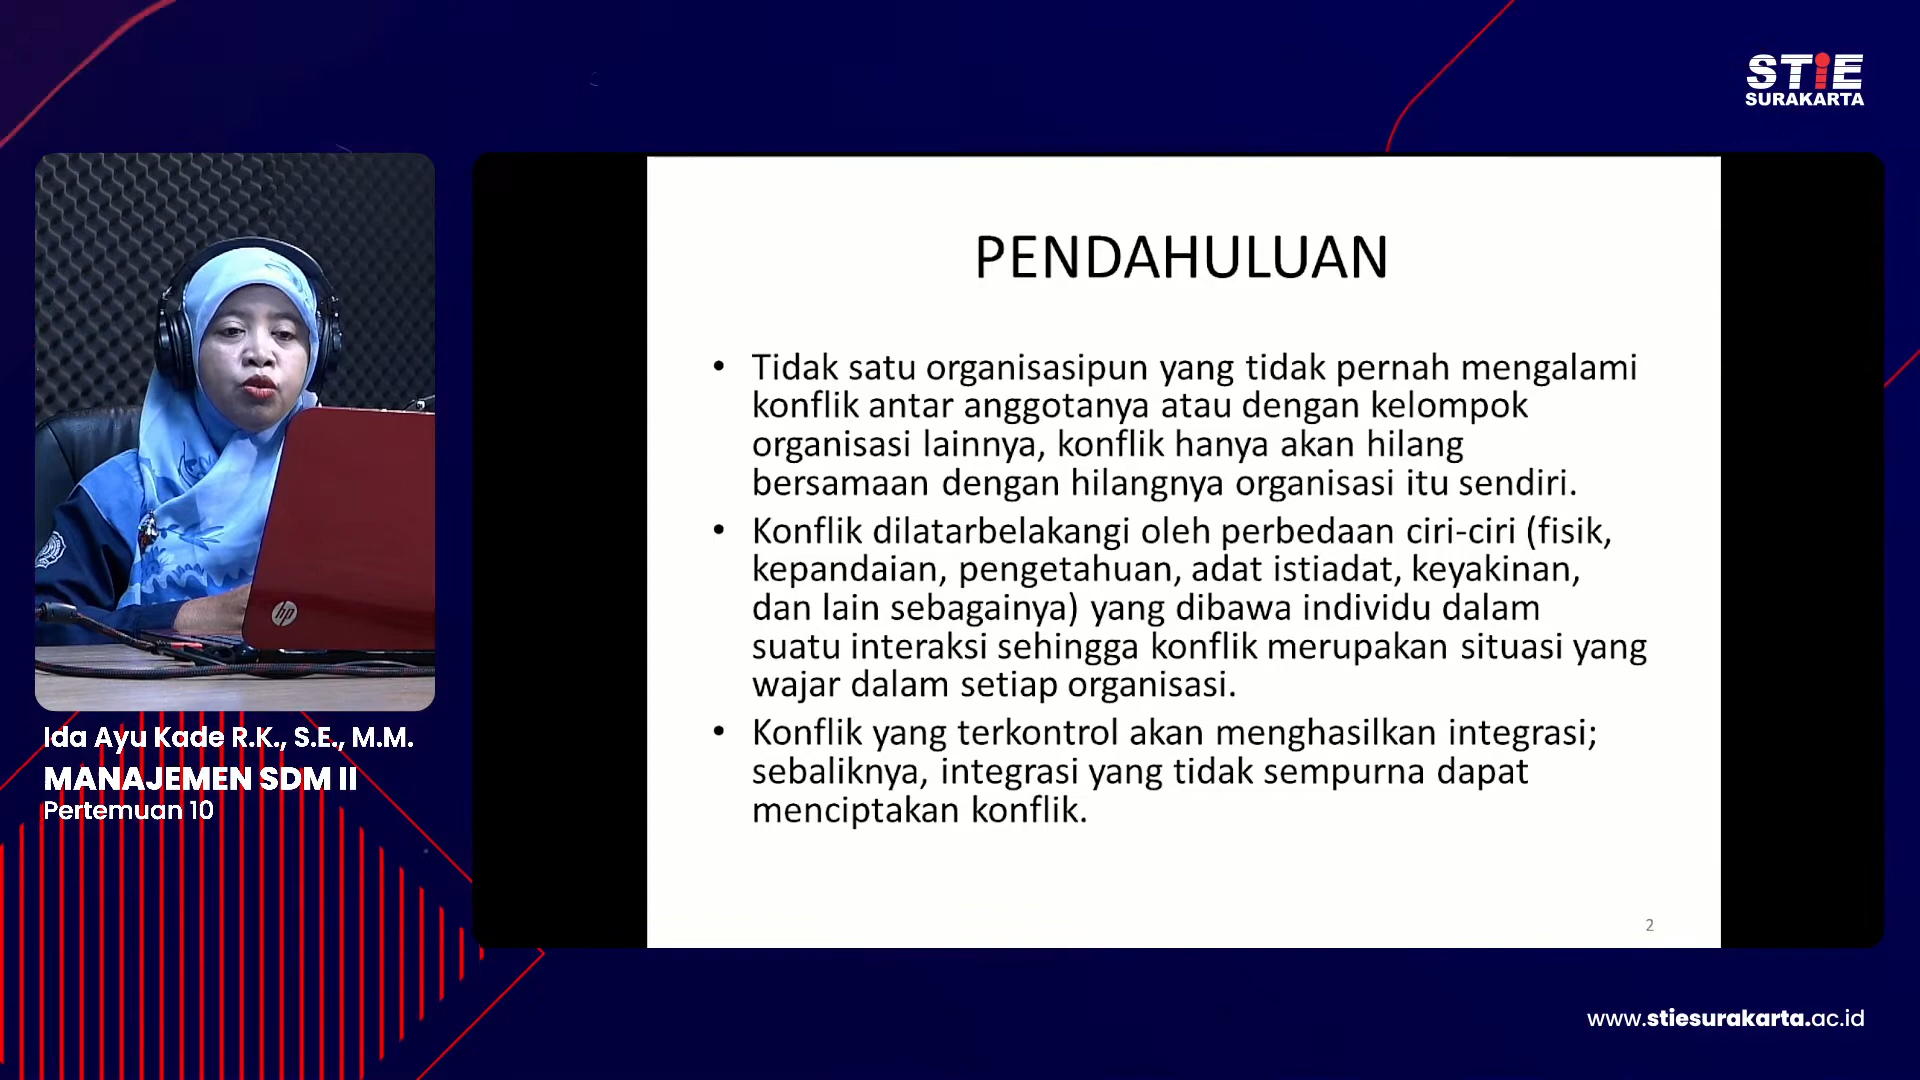 STiE
SURAKARTA
PENDAHULUAN
• Tidak satu organisasipun yang tidak pernah mengalami
konflik antar anggotanya atau dengan kelompok
organisasi lainnya, konflik hanya akan hilang
bersamaan dengan hilangnya organisasi itu sendiri.
• Konflik dilatarbelakangi oleh perbedaan ciri-ciri (fisik,
kepandaian, pengetahuan, adat istiadat, keyakinan,
dan lain sebagainya) yang dibawa individu dalam
suatu interaksi sehingga konflik merupakan situasi yang
wajar dalam setiap organisasi.
• Konflik yang terkontrol akan menghasilkan integrasi;
sebaliknya, integrasi yang tidak sempurna dapat
menciptakan konflik.
2
hp
Ida Ayu Kade R.K., S.E., M.M.
MANAJEMEN SDM II
Pertemuan 10
www.stiesurakarta.ac.id